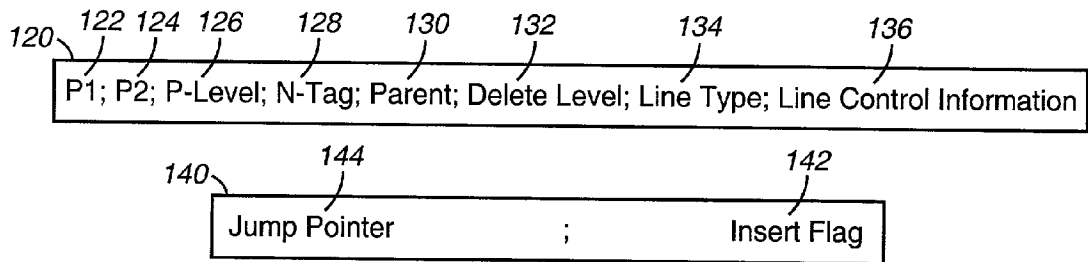 122 124 126 128 130 132 134 136
120
P1; P2; P-Level; N-Tag; Parent; Delete Level; Line Type; Line Control Information
144 142
140
Jump Pointer ; Insert Flag